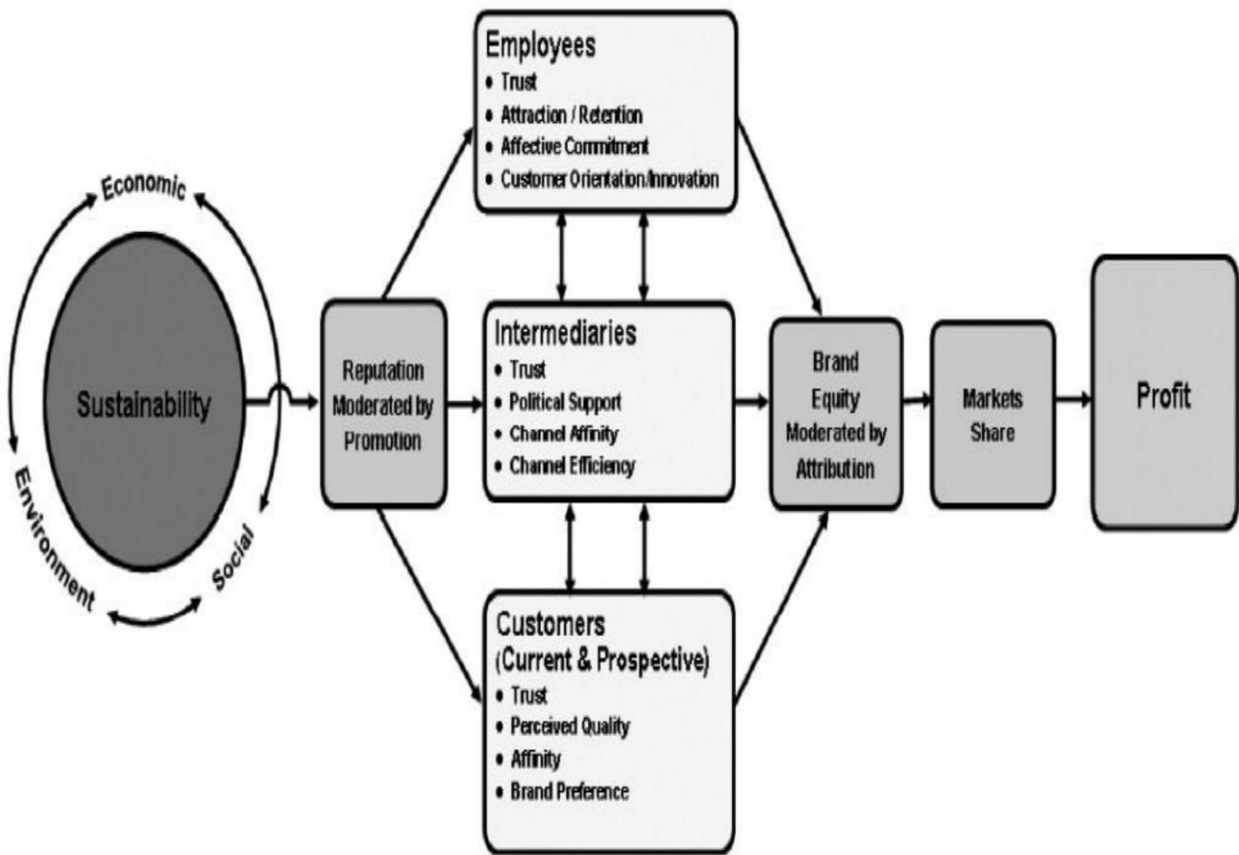 Economic
Environment
Social
Sustainability
Reputation
Moderated by
Promotion
Employees
• Trust
• Attraction / Retention
• Affective Commitment
• Customer Orientation/Innovation
Intermediaries
• Trust
• Political Support
• Channel Affinity
• Channel Efficiency
Customers
(Current & Prospective)
• Trust
• Perceived Quality
• Affinity
• Brand Preference
Brand
Equity
Moderated by
Attribution
Markets
Share
Profit